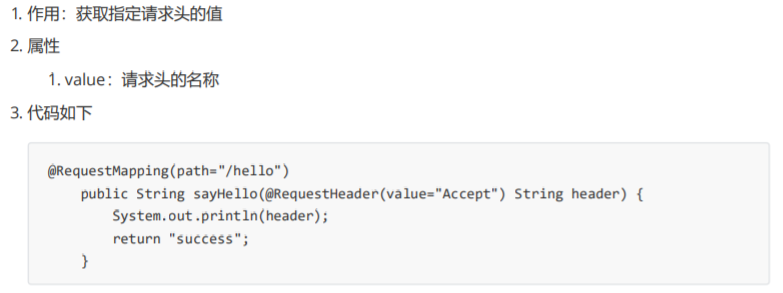 1. 作用：获取指定请求头的值
2. 属性
1. value：请求头的名称
3. 代码如下
@RequestMapping(path="/hello")
    public String sayHello(@RequestHeader(value="Accept") String header) {
        System.out.println(header);
        return "success";
    }